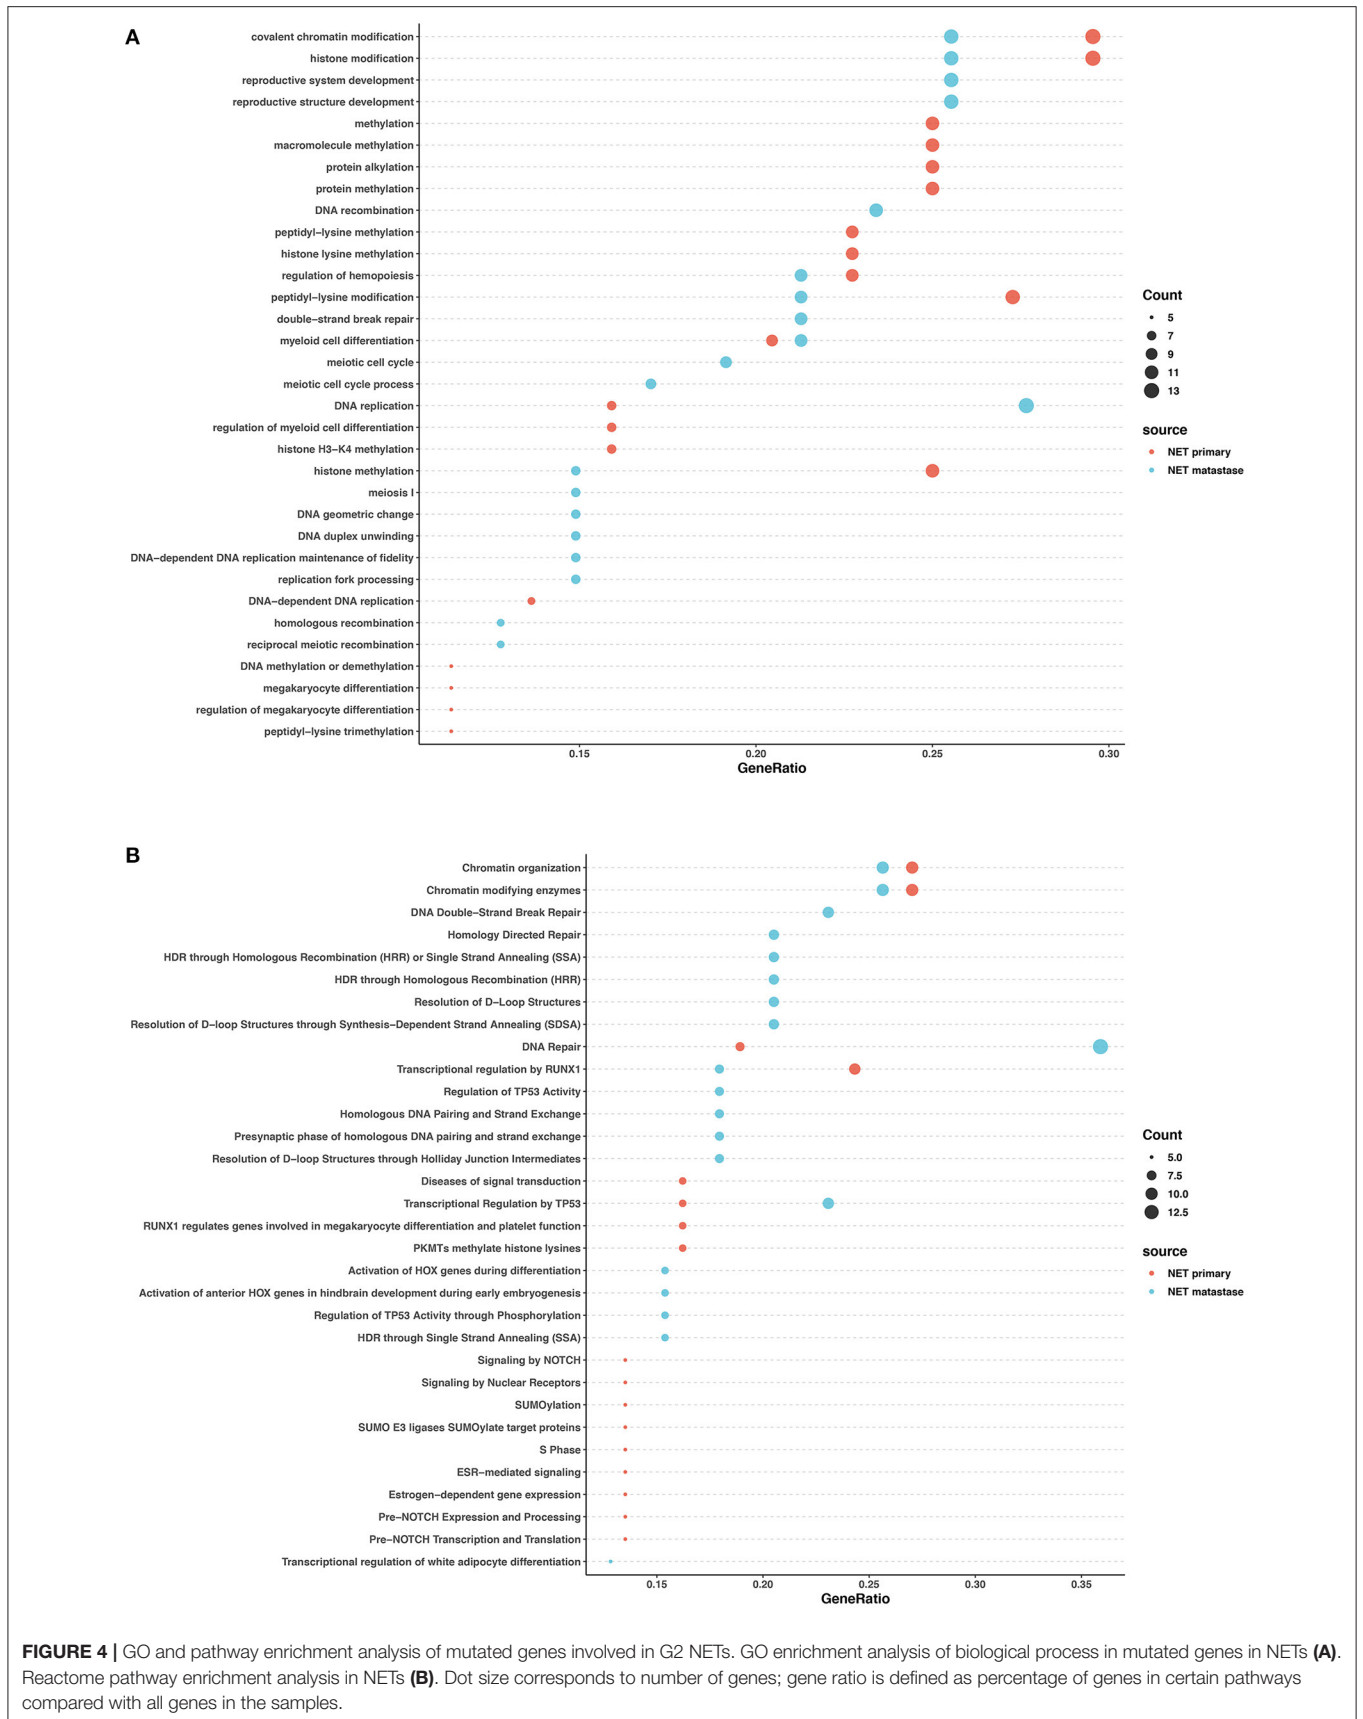 A
covalent chromatin modification
histone modification
reproductive system development
reproductive structure development
methylation
macromolecule methylation
protein alkylation
protein methylation
DNA recombination
peptidyl−lysine methylation
histone lysine methylation
regulation of hemopoiesis
peptidyl−lysine modification
double−strand break repair
myeloid cell differentiation
meiotic cell cycle
meiotic cell cycle process
DNA replication
regulation of myeloid cell differentiation
histone H3−K4 methylation
histone methylation
meiosis I
DNA geometric change
DNA duplex unwinding
DNA−dependent DNA replication maintenance of fidelity
replication fork processing
DNA−dependent DNA replication
homologous recombination
reciprocal meiotic recombination
DNA methylation or demethylation
megakaryocyte differentiation
regulation of megakaryocyte differentiation
peptidyl−lysine trimethylation
0.15 0.20 0.25 0.30
GeneRatio
Count
5
7
9
11
13
source
NET primary
NET matastase
B
Chromatin organization
Chromatin modifying enzymes
DNA Double−Strand Break Repair
Homology Directed Repair
HDR through Homologous Recombination (HRR) or Single Strand Annealing (SSA)
HDR through Homologous Recombination (HRR)
Resolution of D−Loop Structures
Resolution of D−loop Structures through Synthesis−Dependent Strand Annealing (SDSA)
DNA Repair
Transcriptional regulation by RUNX1
Regulation of TP53 Activity
Homologous DNA Pairing and Strand Exchange
Presynaptic phase of homologous DNA pairing and strand exchange
Resolution of D−loop Structures through Holliday Junction Intermediates
Diseases of signal transduction
Transcriptional Regulation by TP53
RUNX1 regulates genes involved in megakaryocyte differentiation and platelet function
PKMTs methylate histone lysines
Activation of HOX genes during differentiation
Activation of anterior HOX genes in hindbrain development during early embryogenesis
Regulation of TP53 Activity through Phosphorylation
HDR through Single Strand Annealing (SSA)
Signaling by NOTCH
Signaling by Nuclear Receptors
SUMOylation
SUMO E3 ligases SUMOylate target proteins
S Phase
ESR−mediated signaling
Estrogen−dependent gene expression
Pre−NOTCH Expression and Processing
Pre−NOTCH Transcription and Translation
Transcriptional regulation of white adipocyte differentiation
0.15 0.20 0.25 0.30 0.35
GeneRatio
Count
5.0
7.5
10.0
12.5
source
NET primary
NET matastase
FIGURE 4 | GO and pathway enrichment analysis of mutated genes involved in G2 NETs. GO enrichment analysis of biological process in mutated genes in NETs (A).
Reactome pathway enrichment analysis in NETs (B). Dot size corresponds to number of genes; gene ratio is defined as percentage of genes in certain pathways
compared with all genes in the samples.